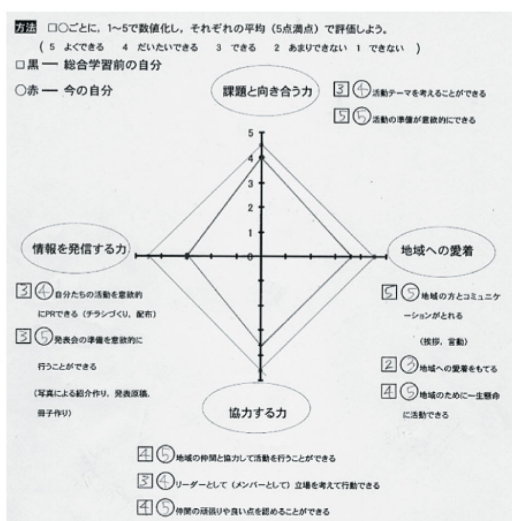 方法 □○ごとに，1～5で数値化し，それぞれの平均（5点満点）で評価しよう。
（ 5 よくできる 4 だいたいできる 3 できる 2 あまりできない 1 できない ）
□黒― 総合学習前の自分
○赤― 今の自分
課題と向き合う力
3 ④ 活動テーマを考えることができる
5 ⑤ 活動の準備が意欲的にできる
5
4
3
2
1
0
情報を発信する力
地域への愛着
3 ④ 自分たちの活動を意欲的
にPRできる（チラシづくり，配布）
3 ⑤ 発表会の準備を意欲的に
行うことができる
（写真による紹介作り，発表原稿，
冊子作り）
5 ⑤ 地域の方とコミュニケ
ーションがとれる
（挨拶，言動）
2 ③ 地域への愛着をもてる
4 ⑤ 地域のために一生懸命
に活動できる
協力する力
4 ⑤ 地域の仲間と協力して活動を行うことができる
3 ④ リーダーとして（メンバーとして）立場を考えて行動できる
4 ⑤ 仲間の頑張りや良い点を認めることができる